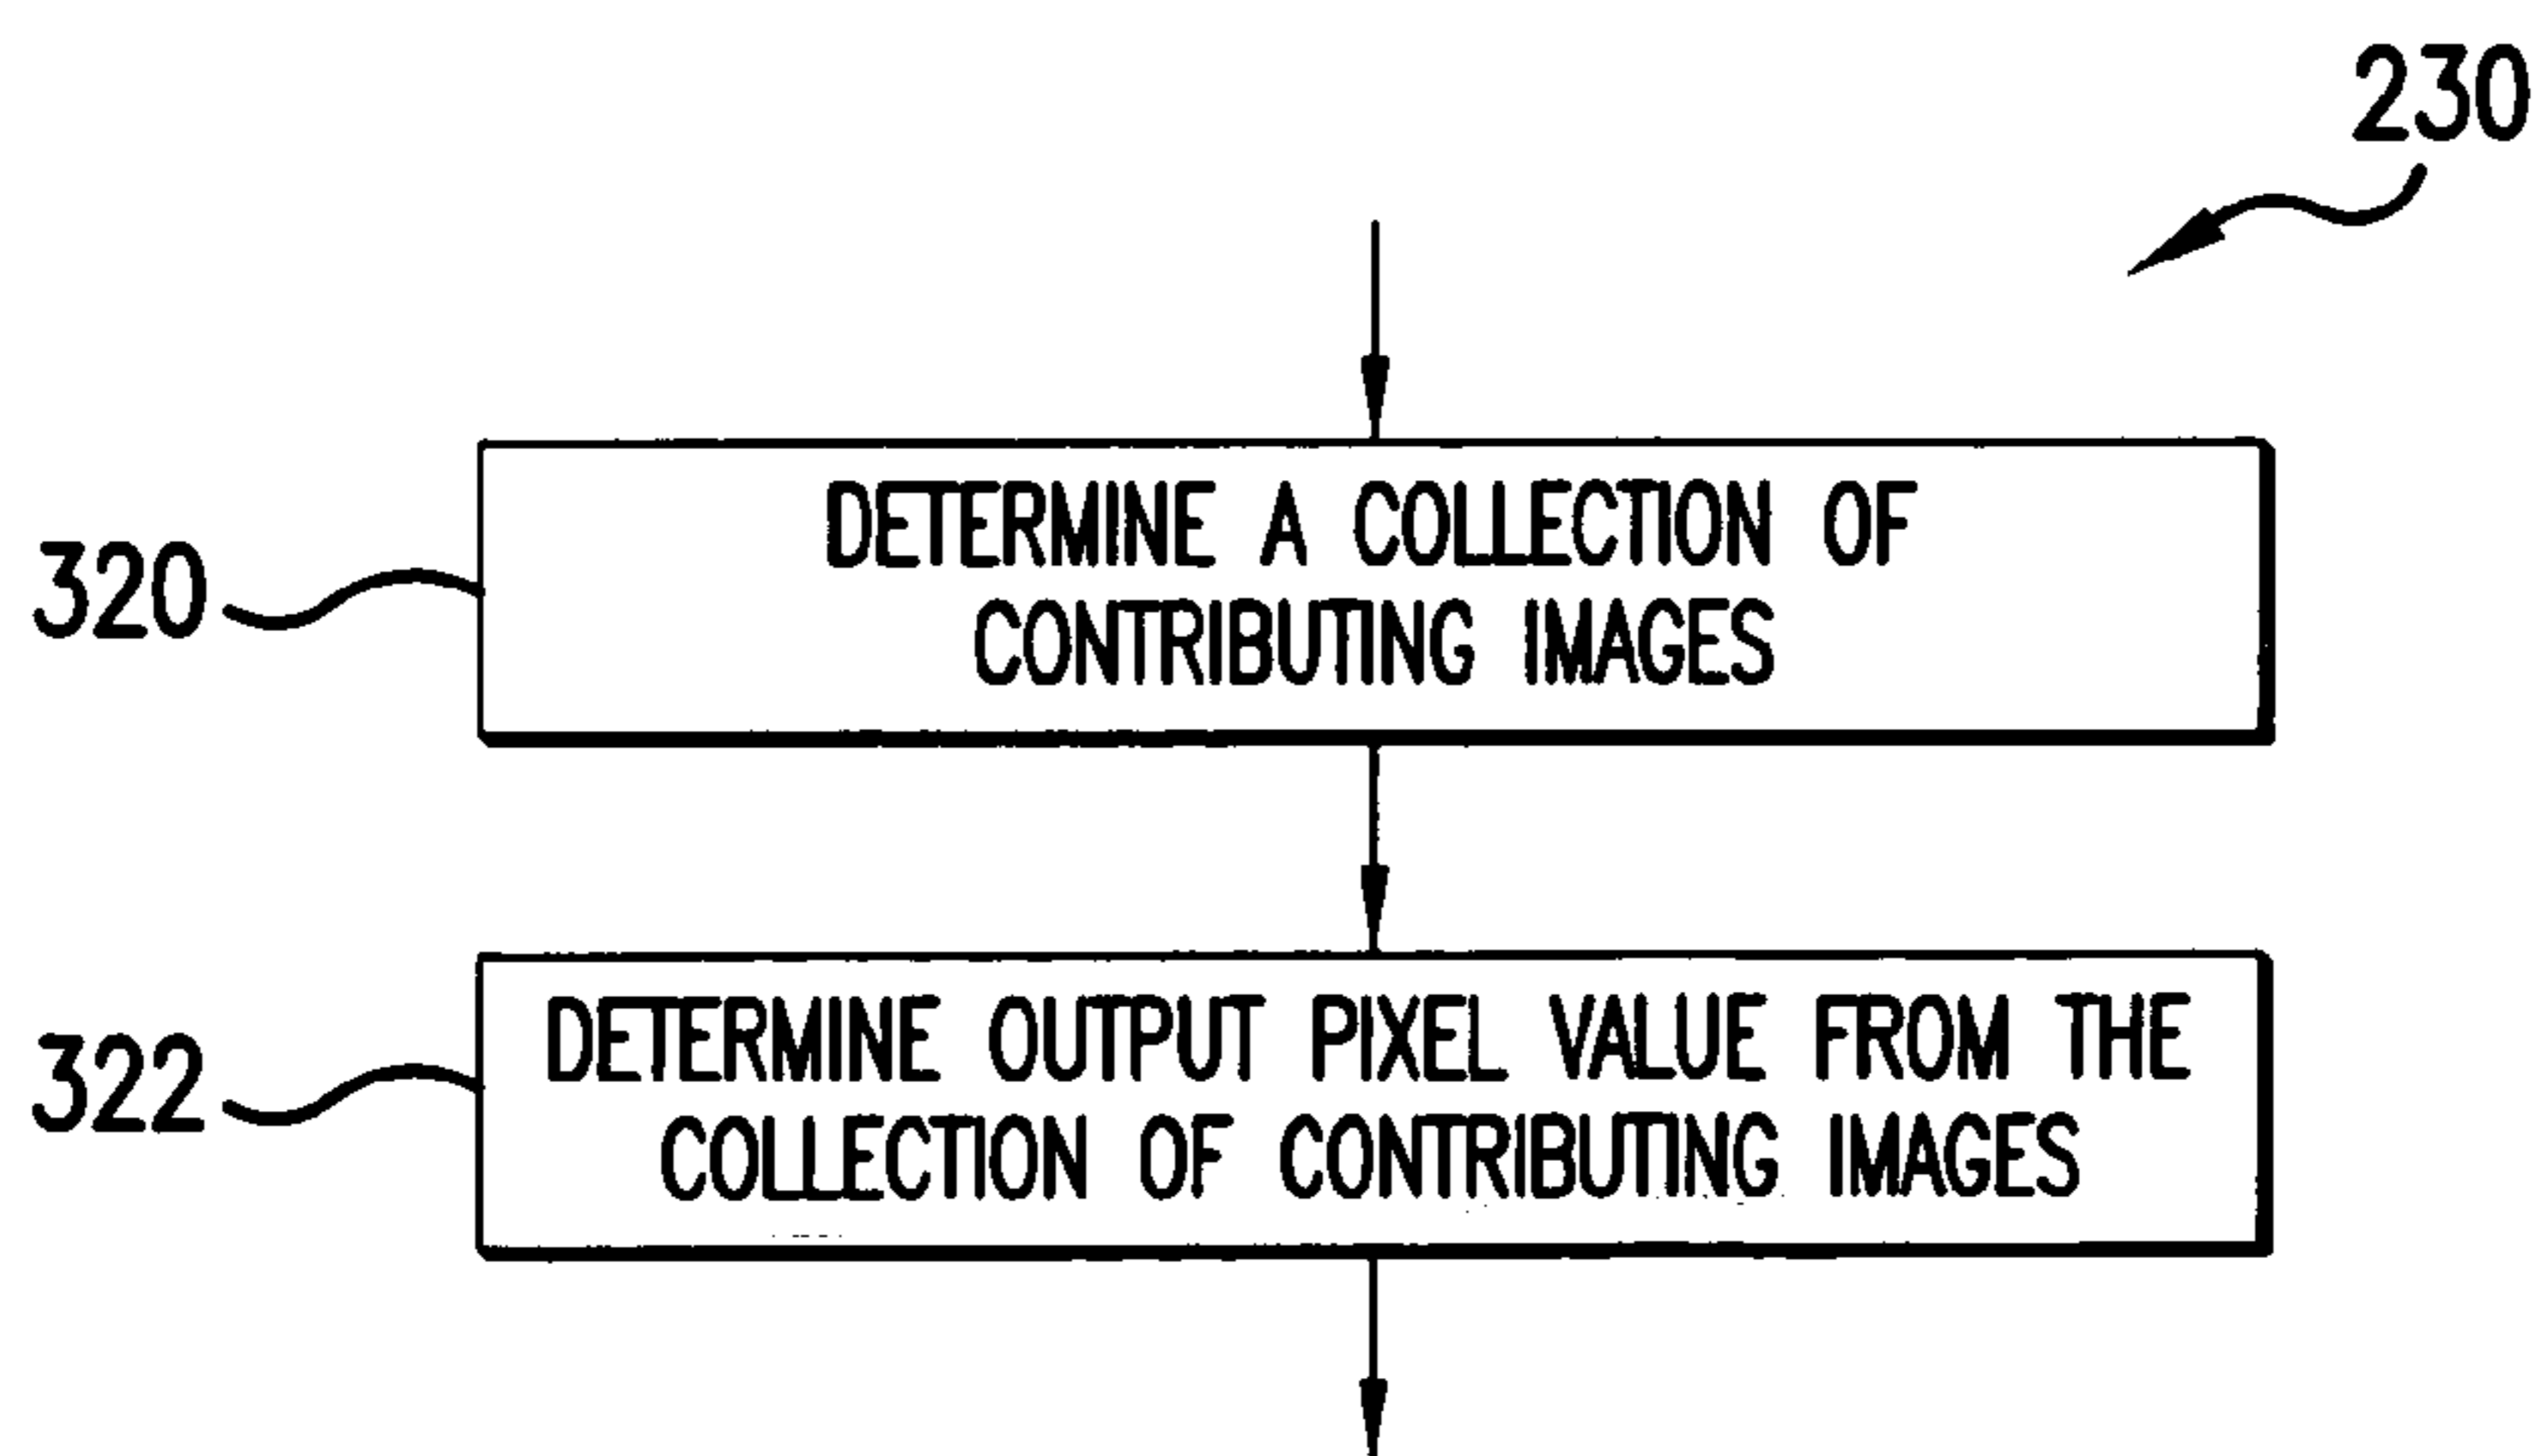 230
320
DETERMINE A COLLECTION OF
CONTRIBUTING IMAGES
322
DETERMINE OUTPUT PIXEL VALUE FROM THE
COLLECTION OF CONTRIBUTING IMAGES